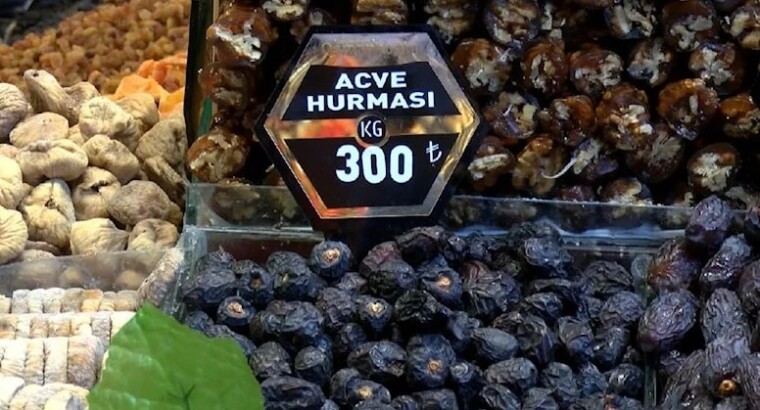 ACVE
HURMASI
KG
300 ₺